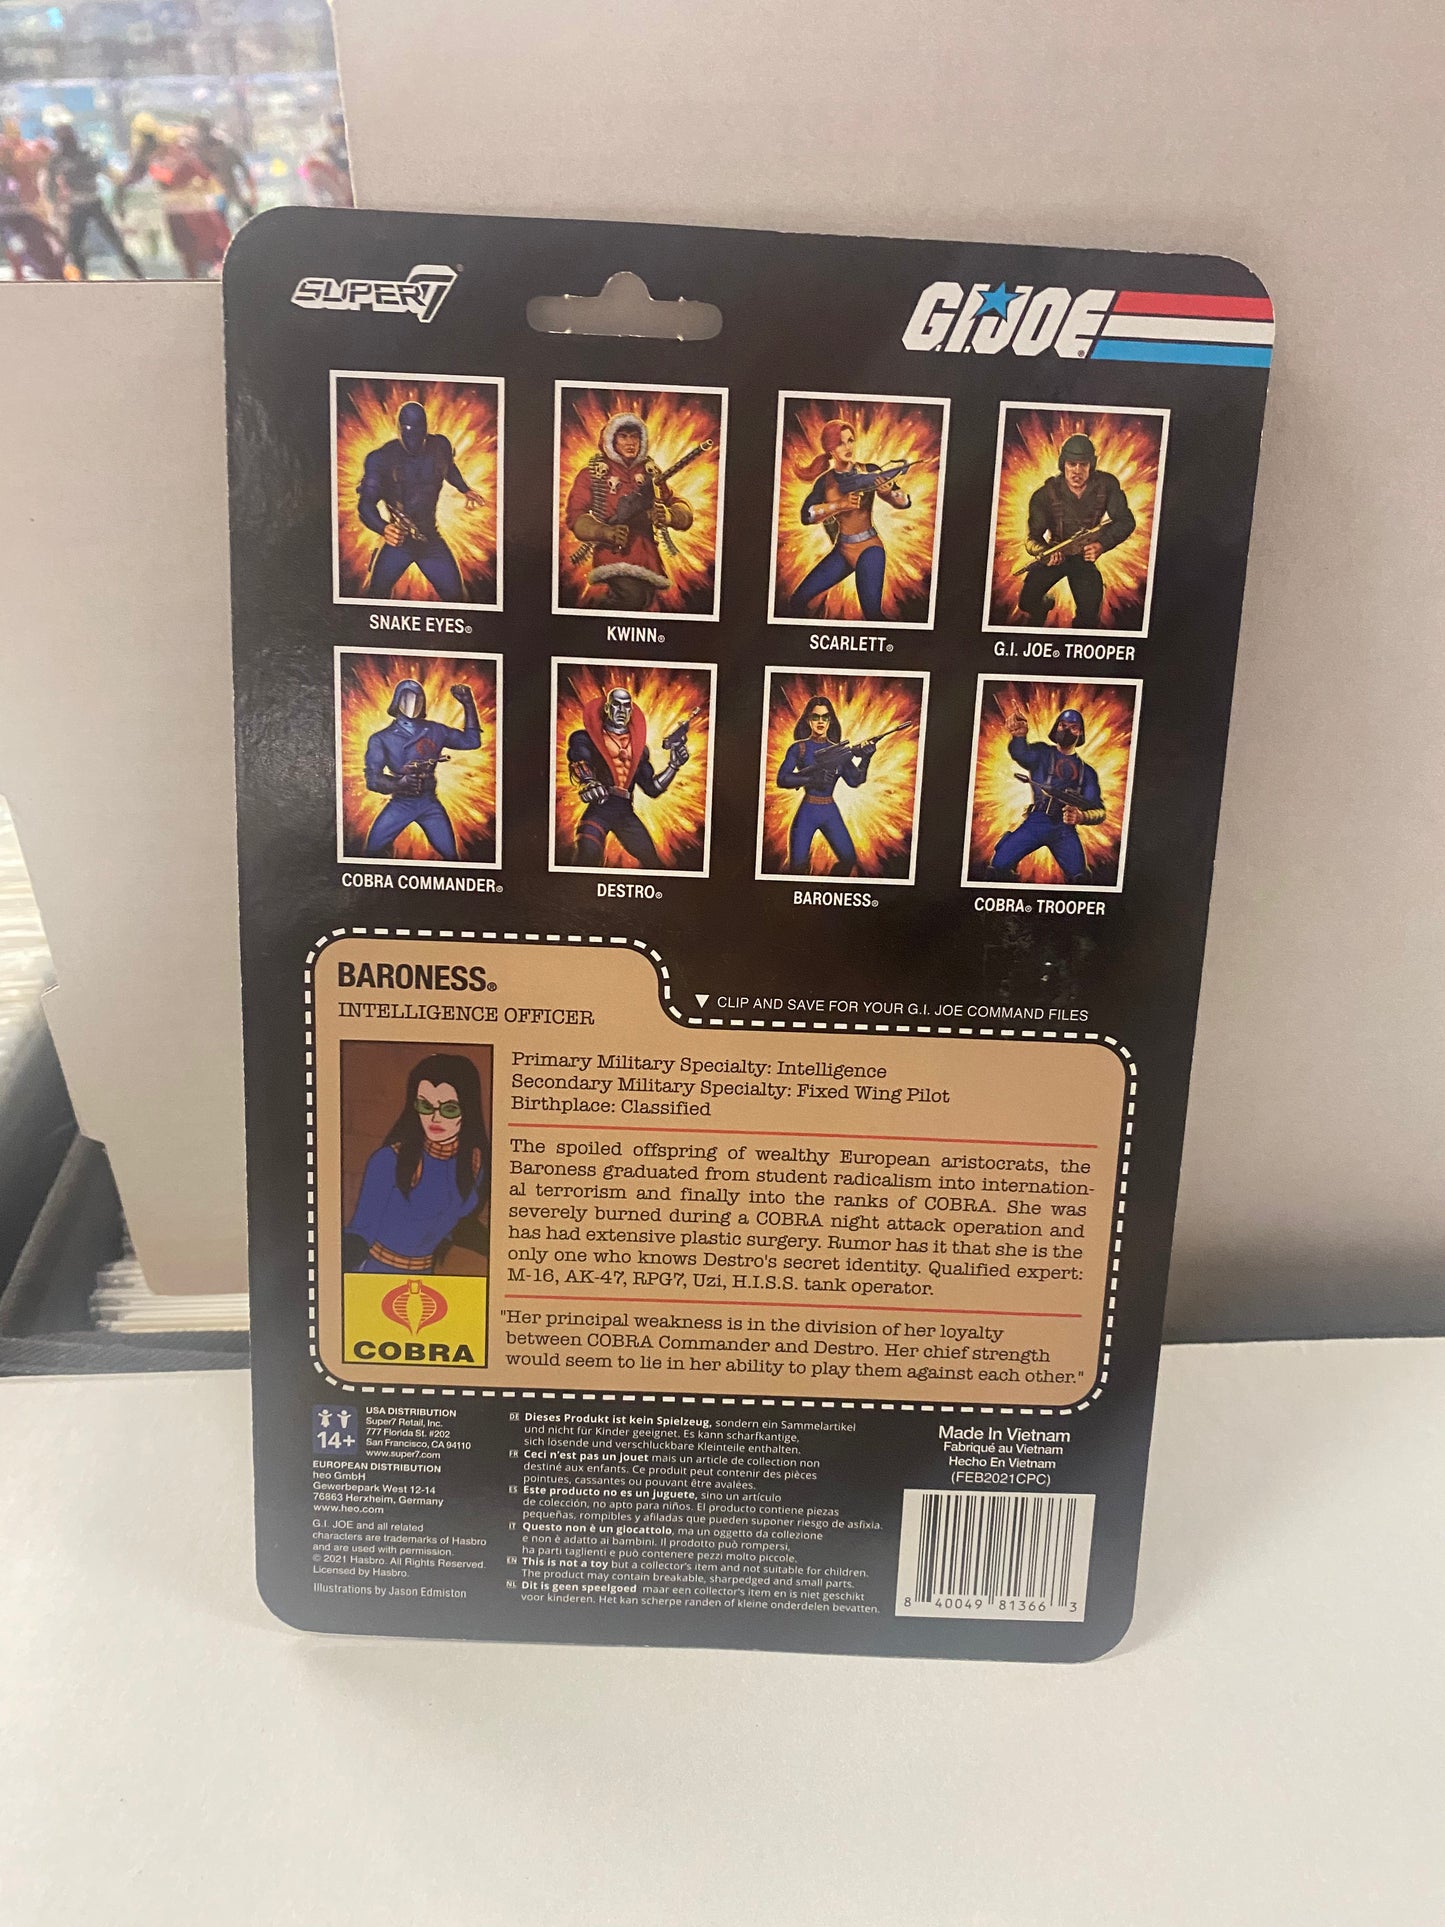 SUPER7
G.I. JOE
SNAKE EYES®
KWINN®
SCARLETT®
G.I. JOE® TROOPER
COBRA COMMANDER®
DESTRO®
BARONESS®
COBRA® TROOPER
BARONESS®
INTELLIGENCE OFFICER
▼ CLIP AND SAVE FOR YOUR G.I. JOE COMMAND FILES
Primary Military Specialty: Intelligence
Secondary Military Specialty: Fixed Wing Pilot
Birthplace: Classified
The spoiled offspring of wealthy European aristocrats, the
Baroness graduated from student radicalism into internation-
al terrorism and finally into the ranks of COBRA. She was
severely burned during a COBRA night attack operation and
has had extensive plastic surgery. Rumor has it that she is the
only one who knows Destro's secret identity. Qualified expert:
M-16, AK-47, RPG7, Uzi, H.I.S.S. tank operator.
"Her principal weakness is in the division of her loyalty
between COBRA Commander and Destro. Her chief strength
would seem to lie in her ability to play them against each other."
COBRA
14+
USA DISTRIBUTION
Super7 Retail, Inc.
777 Florida St. #202
San Francisco, CA 94110
www.super7.com
EUROPEAN DISTRIBUTION
heo GmbH
Gewerbepark West 12-14
76863 Herxheim, Germany
www.heo.com
G.I. JOE and all related
characters are trademarks of Hasbro
and are used with permission.
© 2021 Hasbro. All Rights Reserved.
Licensed by Hasbro.
Illustrations by Jason Edmiston
DE Dieses Produkt ist kein Spielzeug, sondern ein Sammelartikel
und nicht für Kinder geeignet. Es kann scharfkantige,
sich lösende und verschluckbare Kleinteile enthalten.
FR Ceci n'est pas un jouet mais un article de collection non
destiné aux enfants. Ce produit peut contenir des pièces
pointues, cassantes ou pouvant être avalées.
ES Este producto no es un juguete, sino un artículo
de colección, no apto para niños. El producto contiene piezas
pequeñas, rompibles y afiladas que pueden suponer riesgo de asfixia.
IT Questo non è un giocattolo, ma un oggetto da collezione
e non è adatto ai bambini. Il prodotto può rompersi,
ha parti taglienti e può contenere pezzi molto piccole.
EN This is not a toy but a collector's item and not suitable for children.
The product may contain breakable, sharpedged and small parts.
NL Dit is geen speelgoed maar een collector's item en is niet geschikt
voor kinderen. Het kan scherpe randen of kleine onderdelen bevatten.
Made In Vietnam
Fabriqué au Vietnam
Hecho En Vietnam
(FEB2021CPC)
8 40049 81366 3